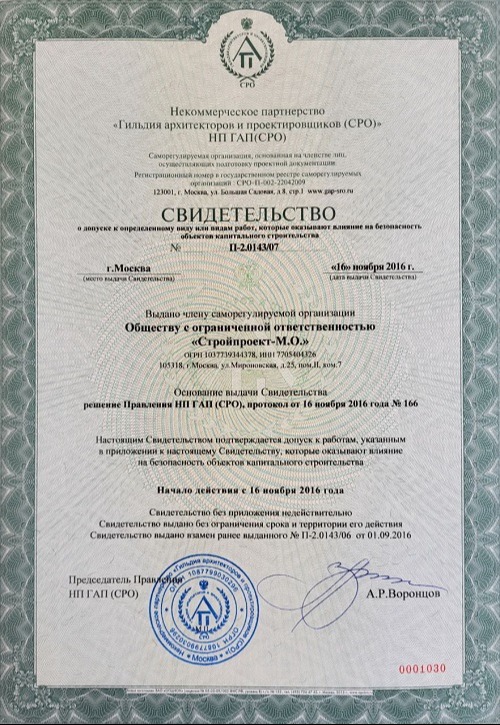 СРО
Некоммерческое партнерство
«Гильдия архитекторов и проектировщиков (СРО)»
НП ГАП(СРО)
Саморегулируемая организация, основанная на членстве лиц,
осуществляющих подготовку проектной документации
Регистрационный номер в государственном реестре саморегулируемых
организаций : СРО-П-002-22042009
123001, г. Москва, ул. Большая Садовая, д.8, стр.1 www.gap-sro.ru
СВИДЕТЕЛЬСТВО
о допуске к определенному виду или видам работ, которые оказывают влияние на безопасность
объектов капитального строительства
№ П-2.0143/07
г.Москва «16» ноября 2016 г.
(место выдачи Свидетельства) (дата выдачи Свидетельства)
Выдано члену саморегулируемой организации
Обществу с ограниченной ответственностью
«Стройпроект-М.О.»
ОГРН 1037739344378, ИНН 7705404326
105318, г.Москва, ул.Мироновская, д.25, пом.II, ком.7
Основание выдачи Свидетельства
решение Правления НП ГАП (СРО), протокол от 16 ноября 2016 года № 166
Настоящим Свидетельством подтверждается допуск к работам, указанным
в приложении к настоящему Свидетельству, которые оказывают влияние
на безопасность объектов капитального строительства
Начало действия с 16 ноября 2016 года
Свидетельство без приложения недействительно
Свидетельство выдано без ограничения срока и территории его действия
Свидетельство выдано взамен ранее выданного № П-2.0143/06 от 01.09.2016
Председатель Правления
НП ГАП (СРО) А.Р.Воронцов
ОГРН 1087799030296
Москва
0001030